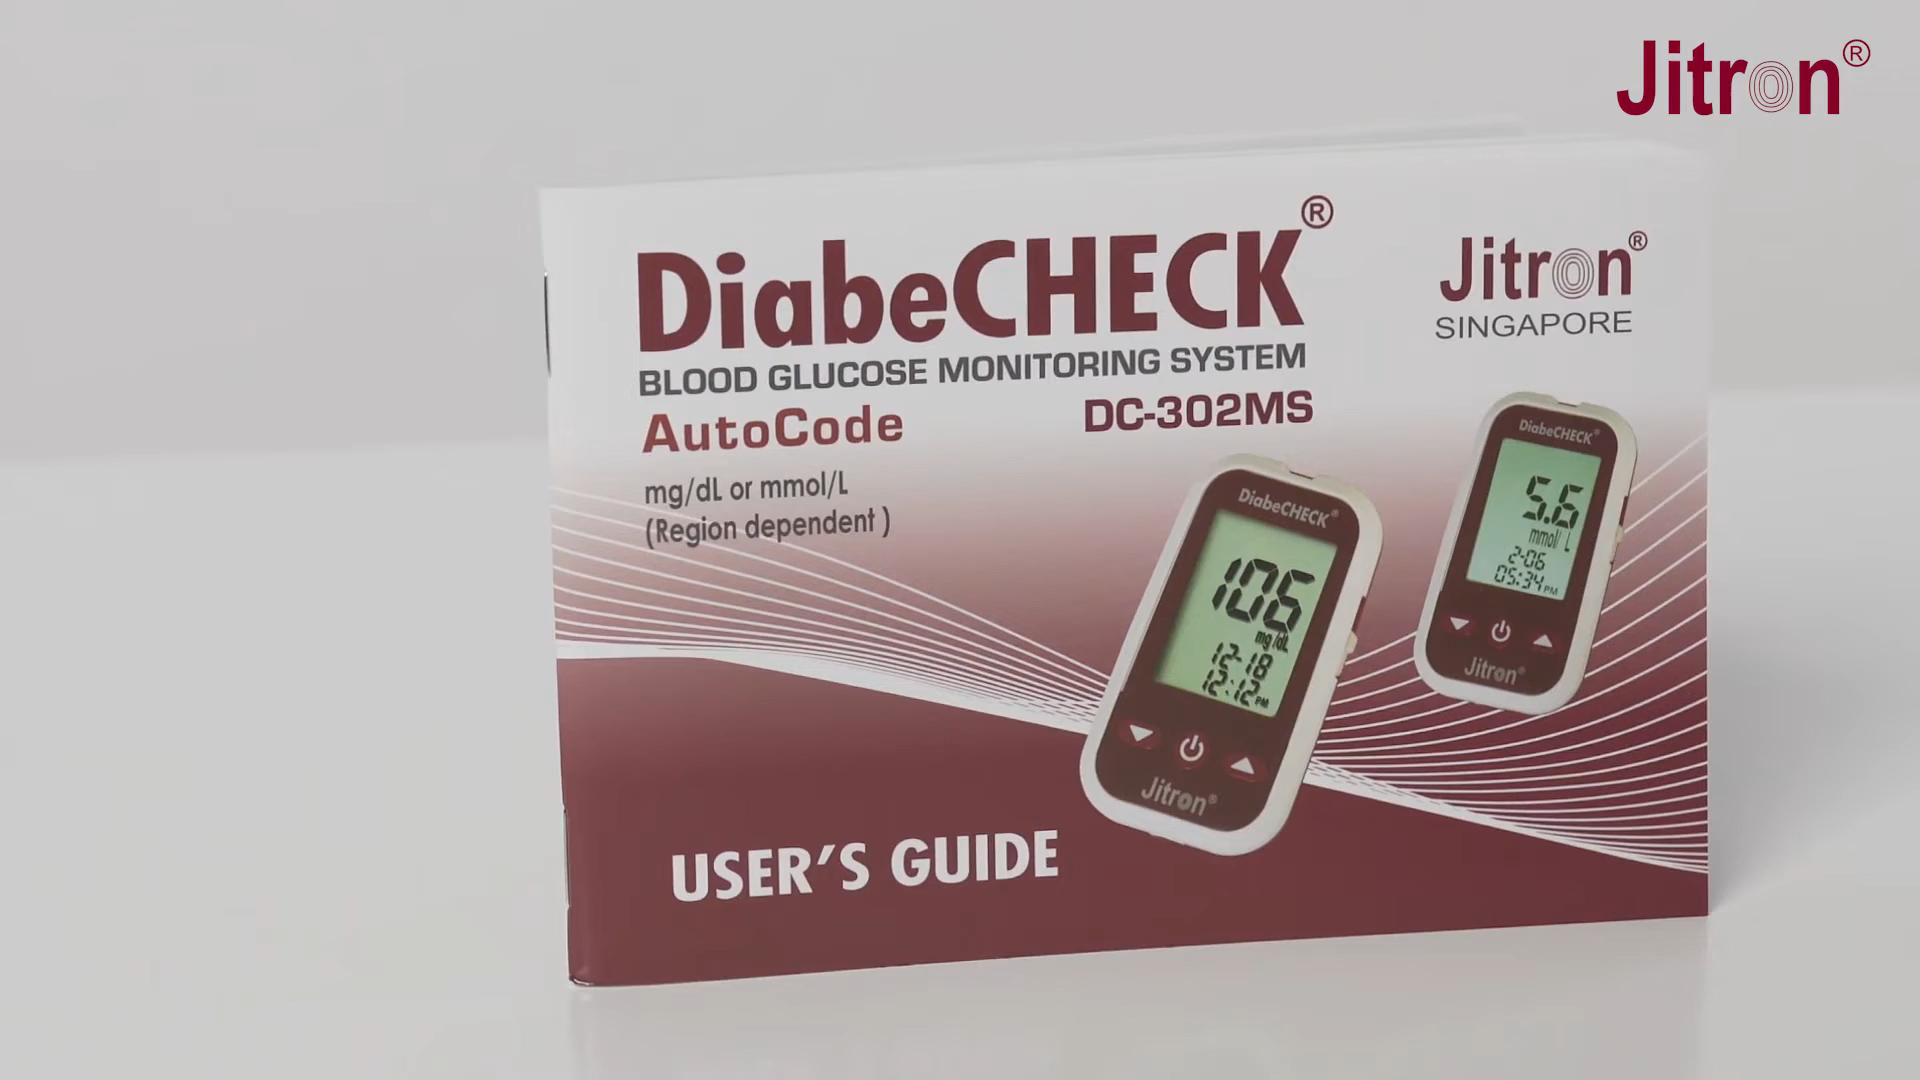 Jitron®
DiabeCHECK®
BLOOD GLUCOSE MONITORING SYSTEM
AutoCode
DC-302MS
mg/dL or mmol/L
(Region dependent )
Jitron®
SINGAPORE
DiabeCHECK®
106
mg/dL
12-18
12:12 PM
Jitron®
DiabeCHECK®
5.6
mmol/L
2-06
05:34 PM
Jitron®
USER'S GUIDE